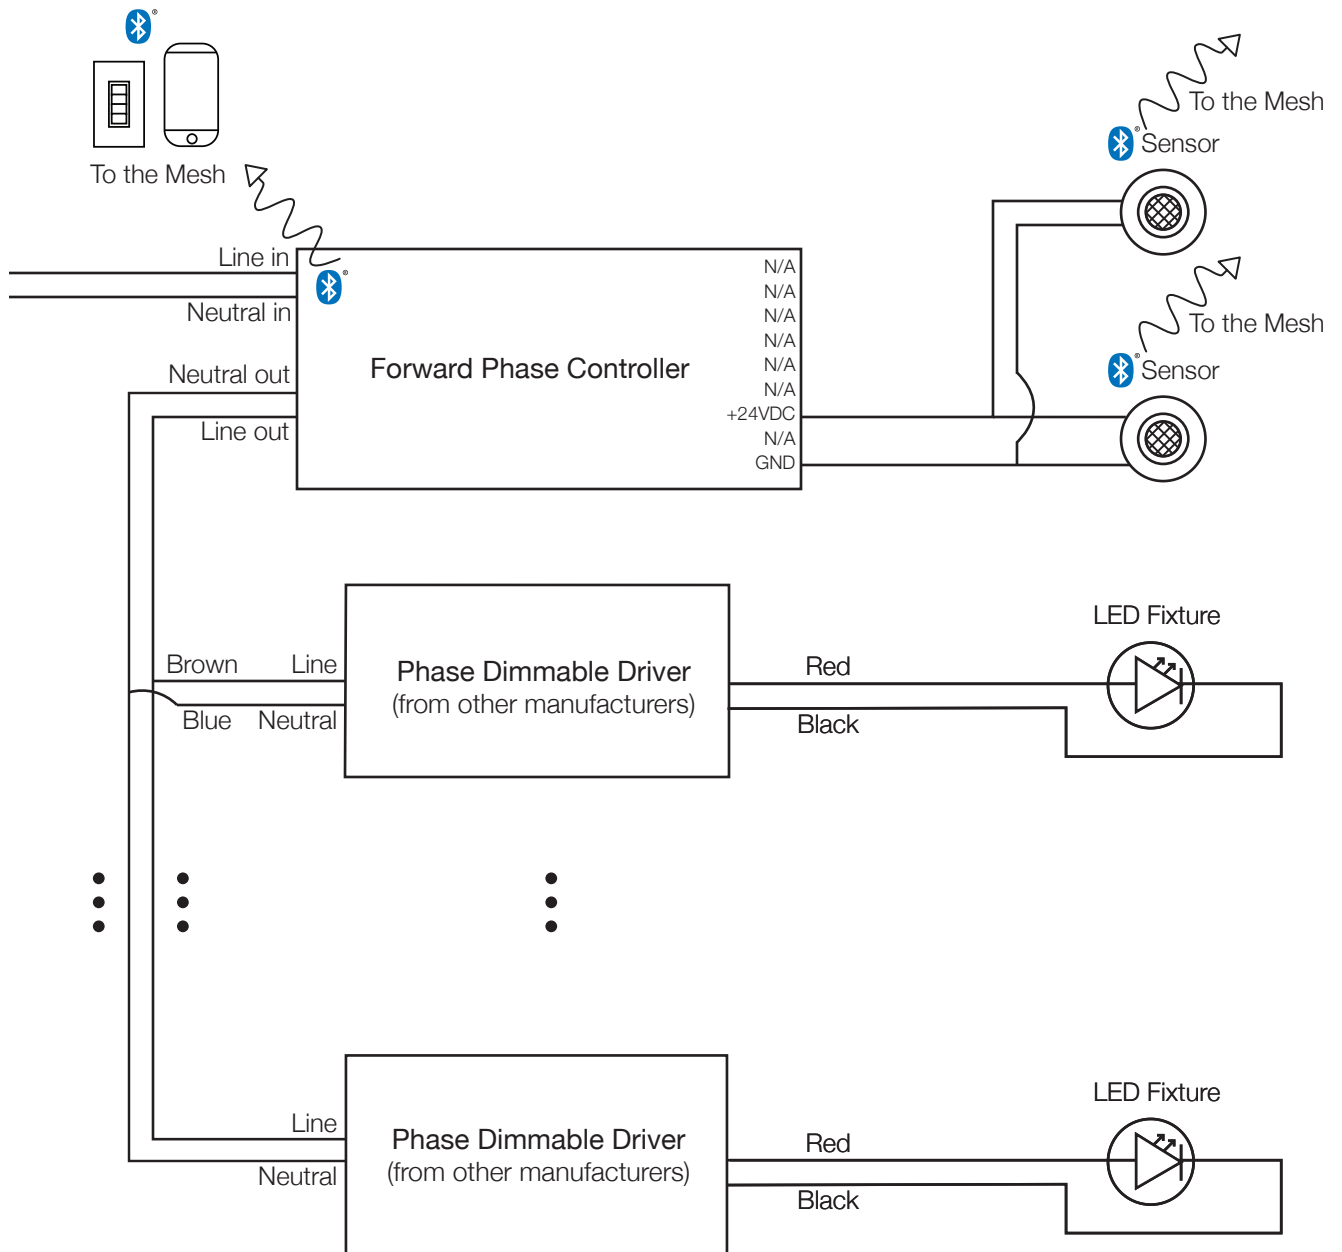 To the Mesh
To the Mesh
Sensor
To the Mesh
Sensor
Line in
Neutral in
Neutral out
Line out
Forward Phase Controller
N/A
N/A
N/A
N/A
N/A
N/A
+24VDC
N/A
GND
LED Fixture
Brown
Line
Blue
Neutral
Phase Dimmable Driver
(from other manufacturers)
Red
Black
LED Fixture
Line
Neutral
Phase Dimmable Driver
(from other manufacturers)
Red
Black